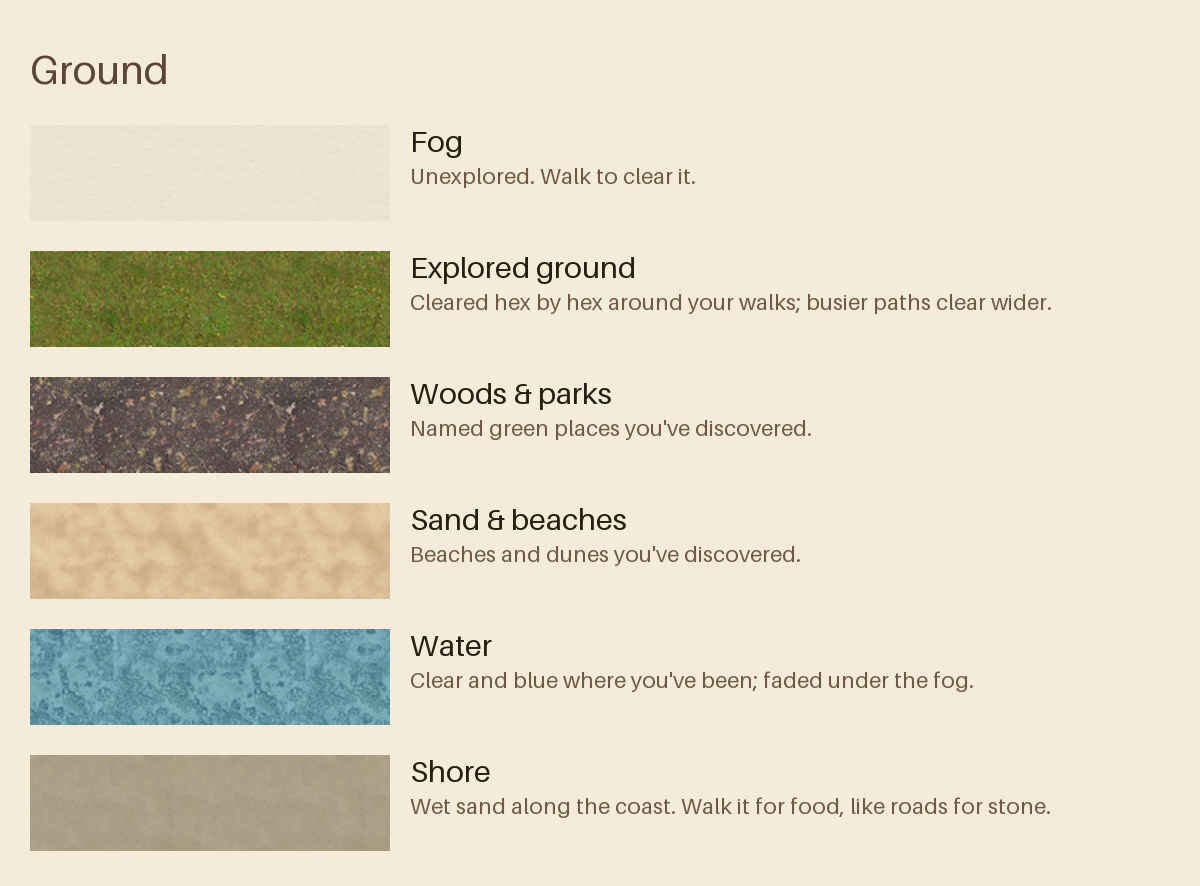 Ground
Fog
Unexplored. Walk to clear it.
Explored ground
Cleared hex by hex around your walks; busier paths clear wider.
Woods & parks
Named green places you've discovered.
Sand & beaches
Beaches and dunes you've discovered.
Water
Clear and blue where you've been; faded under the fog.
Shore
Wet sand along the coast. Walk it for food, like roads for stone.